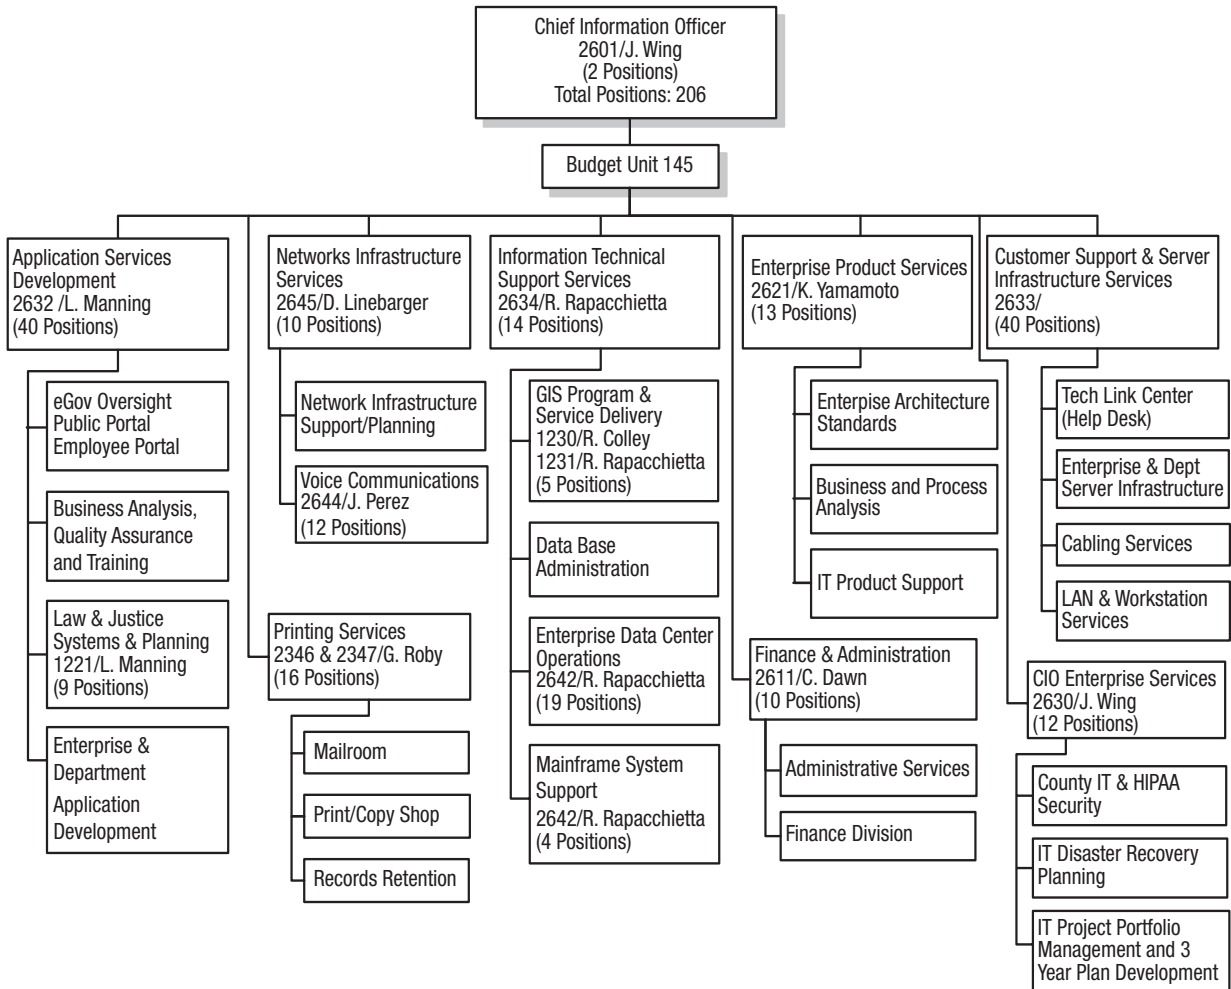 Chief Information Officer
2601/J. Wing
(2 Positions)
Total Positions: 206
Budget Unit 145
Application Services
Development
2632 /L. Manning
(40 Positions)
eGov Oversight
Public Portal
Employee Portal
Business Analysis,
Quality Assurance
and Training
Law & Justice
Systems & Planning
1221/L. Manning
(9 Positions)
Enterprise &
Department
Application
Development
Networks Infrastructure
Services
2645/D. Linebarger
(10 Positions)
Network Infrastructure
Support/Planning
Voice Communications
2644/J. Perez
(12 Positions)
Printing Services
2346 & 2347/G. Roby
(16 Positions)
Mailroom
Print/Copy Shop
Records Retention
Information Technical
Support Services
2634/R. Rapacchietta
(14 Positions)
GIS Program &
Service Delivery
1230/R. Colley
1231/R. Rapacchietta
(5 Positions)
Data Base
Administration
Enterprise Data Center
Operations
2642/R. Rapacchietta
(19 Positions)
Mainframe System
Support
2642/R. Rapacchietta
(4 Positions)
Enterprise Product Services
2621/K. Yamamoto
(13 Positions)
Enterpise Architecture
Standards
Business and Process
Analysis
IT Product Support
Finance & Administration
2611/C. Dawn
(10 Positions)
Administrative Services
Finance Division
Customer Support & Server
Infrastructure Services
2633/
(40 Positions)
Tech Link Center
(Help Desk)
Enterprise & Dept
Server Infrastructure
Cabling Services
LAN & Workstation
Services
CIO Enterprise Services
2630/J. Wing
(12 Positions)
County IT & HIPAA
Security
IT Disaster Recovery
Planning
IT Project Portfolio
Management and 3
Year Plan Development